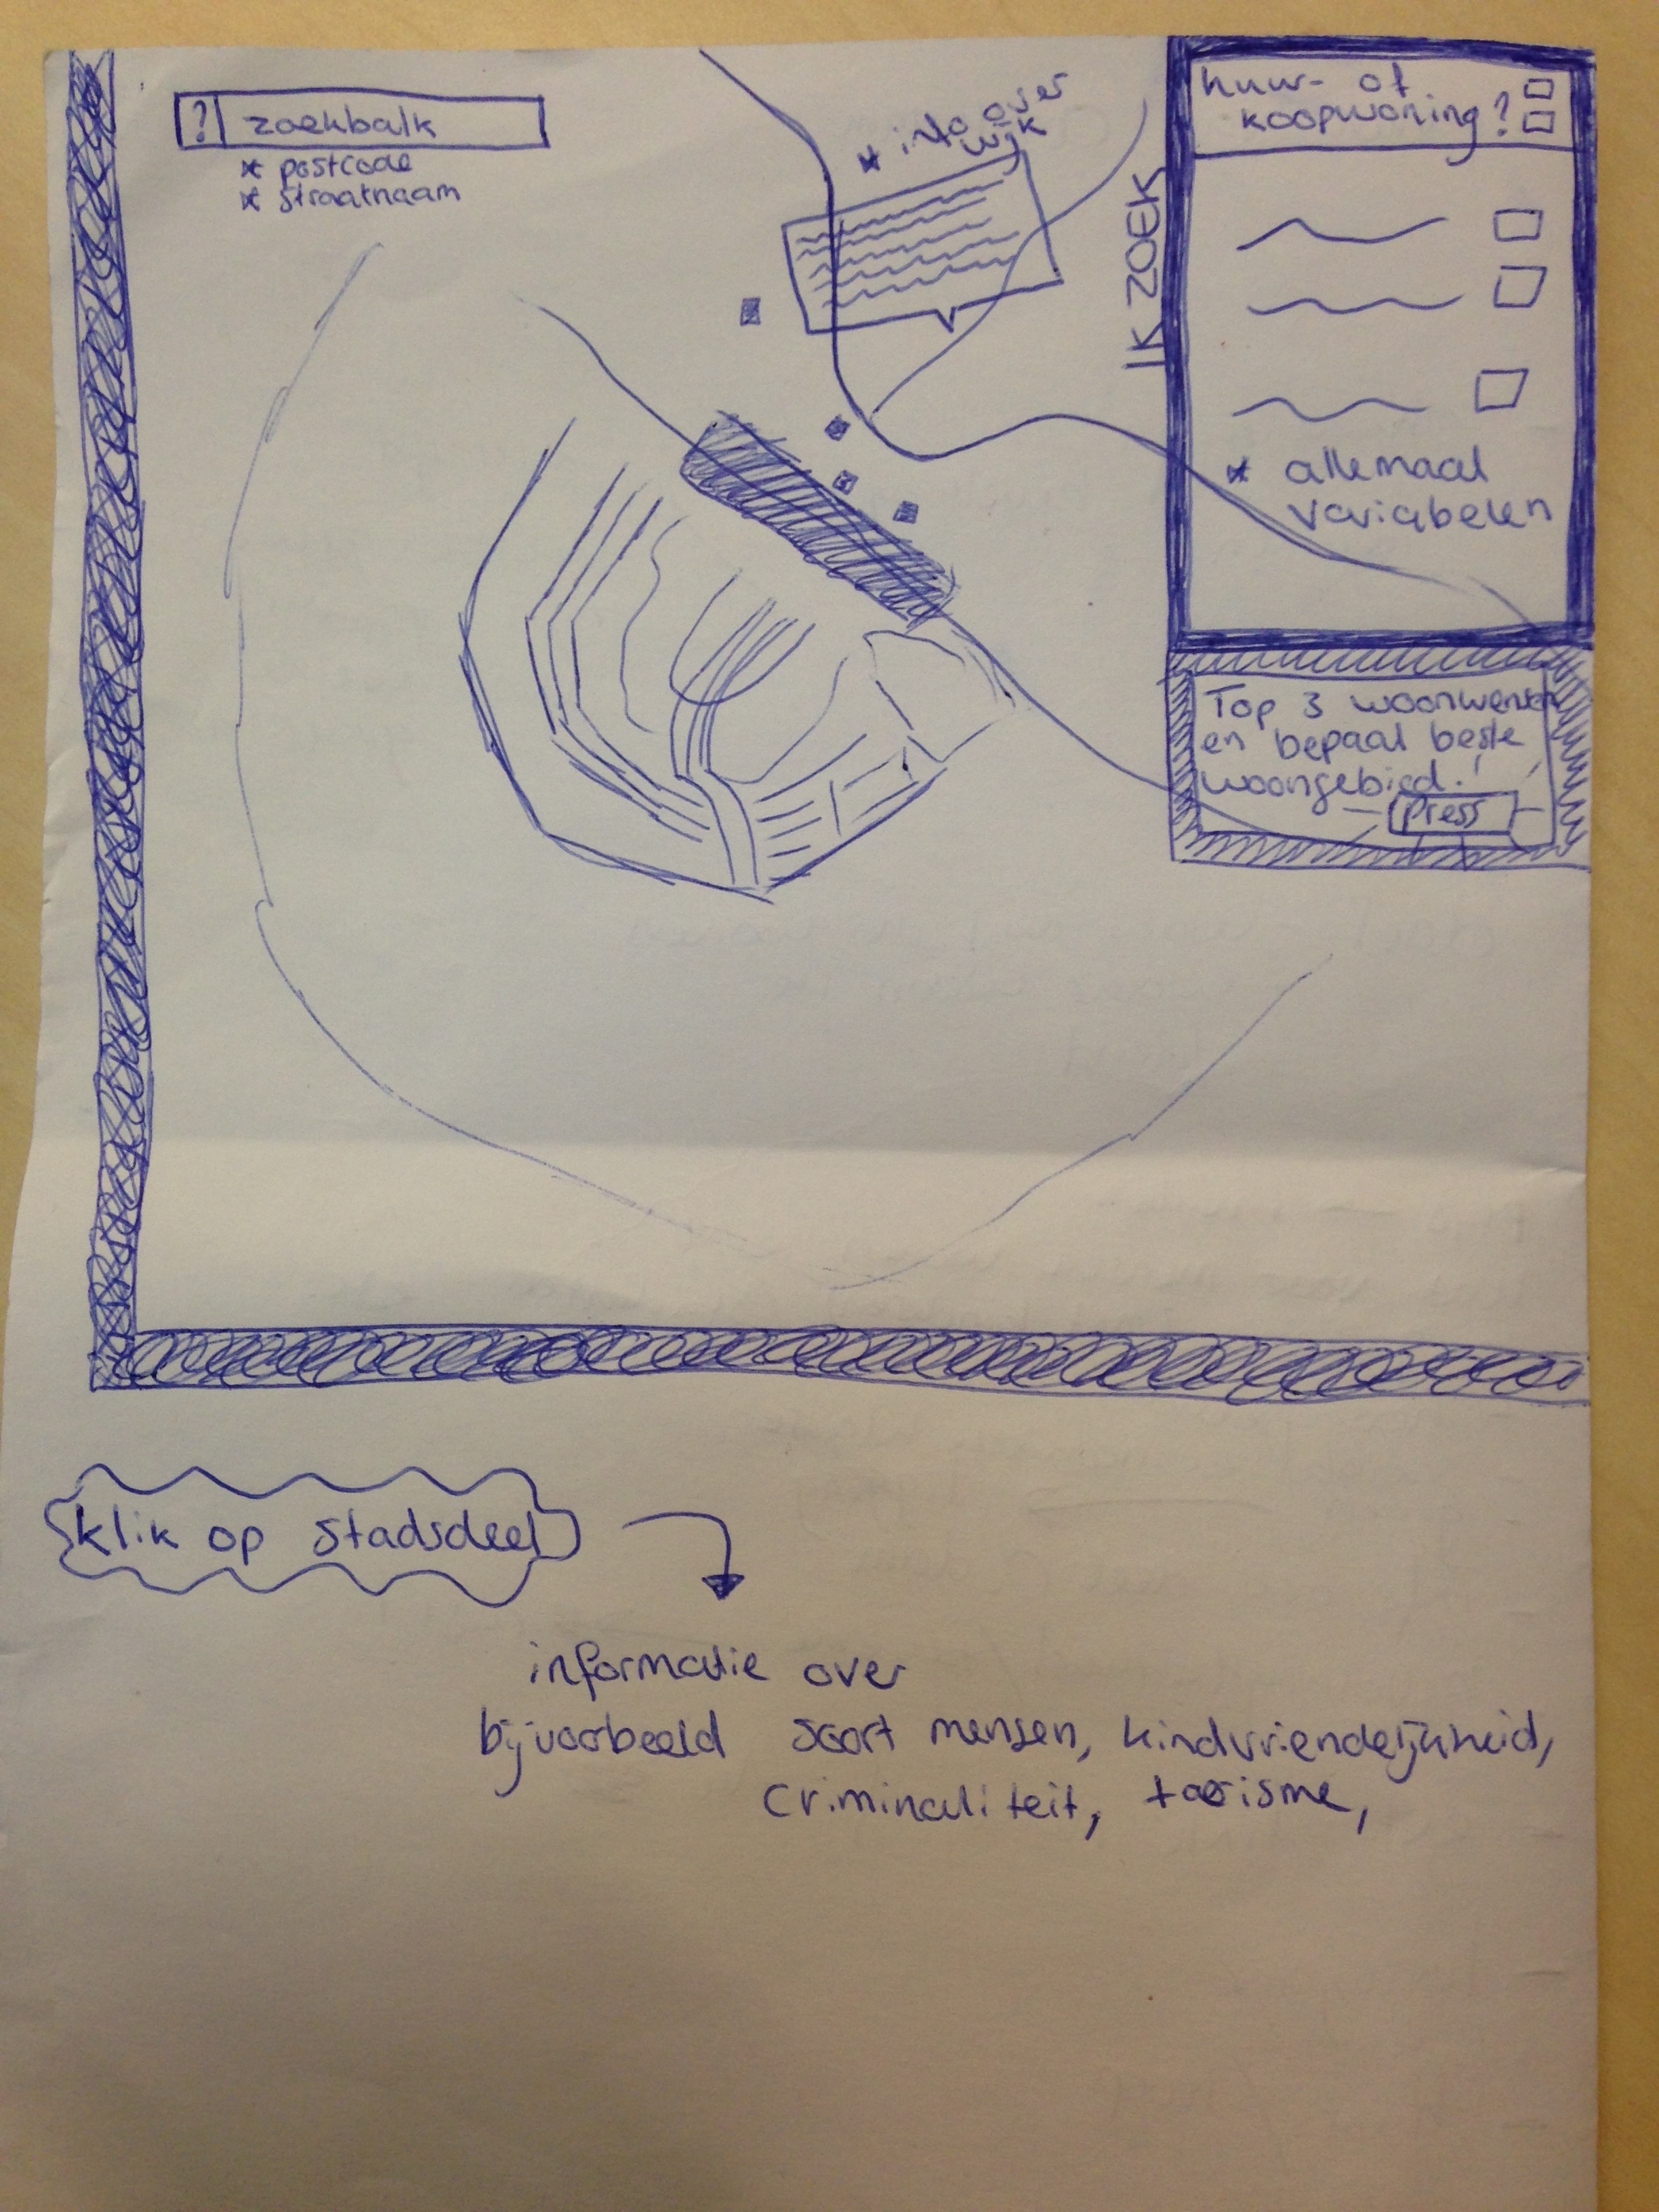 ? zoekbalk
* postcode
* straatnaam
* info over
wijk
IK ZOEK
huur- of
koopwoning?
* allemaal
variabelen
Top 3 woonwensen
en bepaal beste
woongebied!
press
klik op stadsdeel
informatie over
bijvoorbeeld soort mensen, kindvriendelijkheid,
criminaliteit, toerisme,